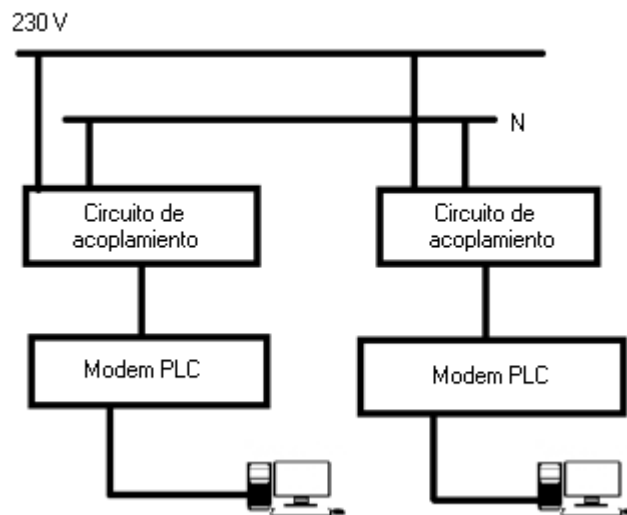 230 V
N
Circuito de
acoplamiento
Circuito de
acoplamiento
Modem PLC
Modem PLC